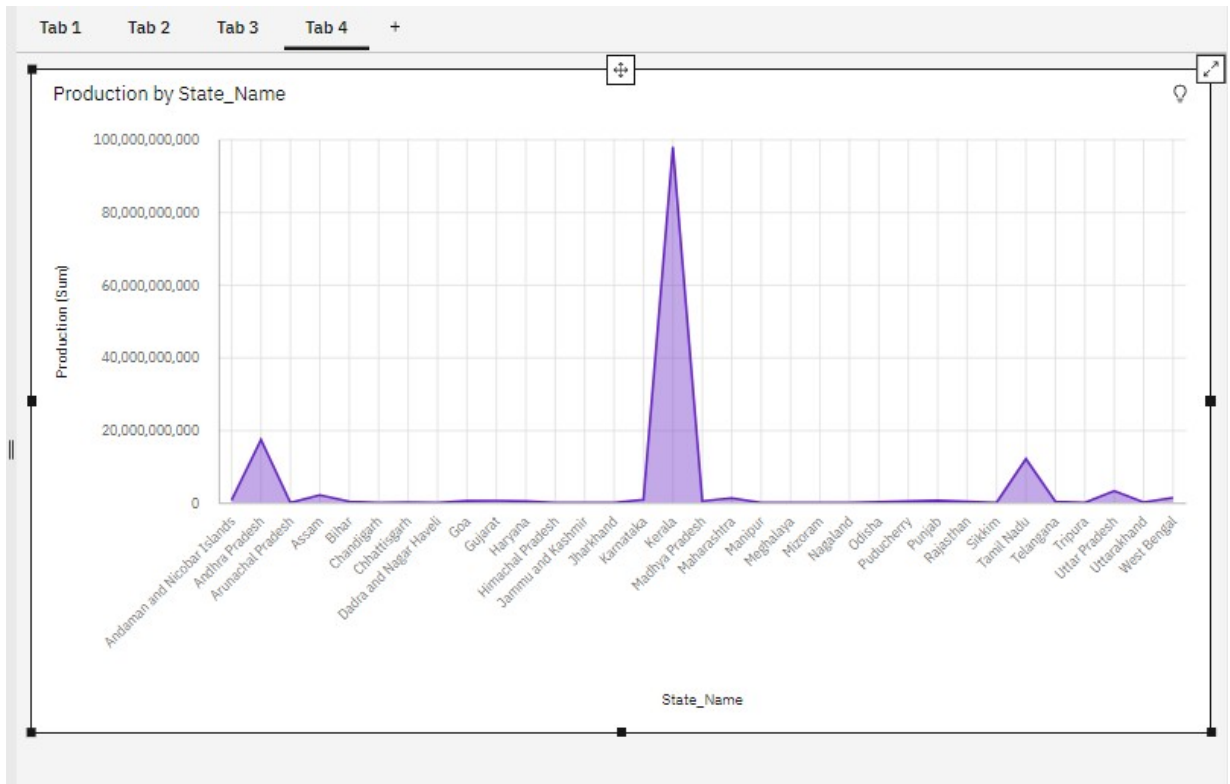 Tab 1 Tab 2 Tab 3 Tab 4 +
Production by State_Name
100,000,000,000
80,000,000,000
60,000,000,000
40,000,000,000
20,000,000,000
0
Production (Sum)
Andaman and Nicobar Islands
Andhra Pradesh
Arunachal Pradesh
Assam
Bihar
Chandigarh
Chhattisgarh
Dadra and Nagar Haveli
Goa
Gujarat
Haryana
Himachal Pradesh
Jammu and Kashmir
Jharkhand
Karnataka
Kerala
Madhya Pradesh
Maharashtra
Manipur
Meghalaya
Mizoram
Nagaland
Odisha
Puducherry
Punjab
Rajasthan
Sikkim
Tamil Nadu
Telangana
Tripura
Uttar Pradesh
Uttarakhand
West Bengal
State_Name